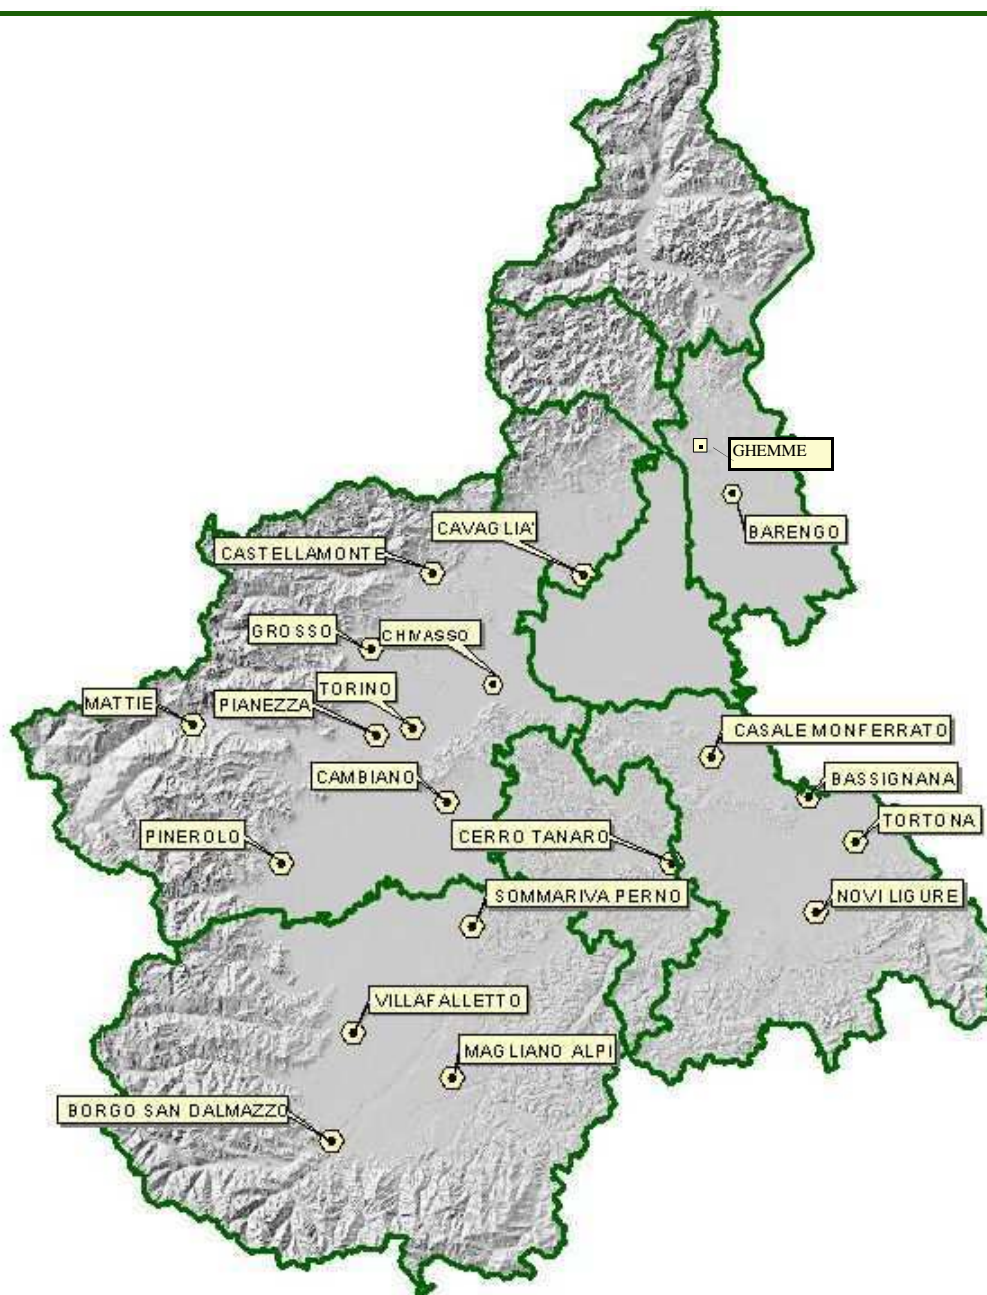 GHEMME
BARENGO
CAVAGLIA'
CASTELLAMONTE
GROSSO
CHIVASSO
TORINO
MATTIE
PIANEZZA
CASALE MONFERRATO
CAMBIANO
BASSIGNANA
TORTONA
PINEROLO
CERRO TANARO
SOMMARIVA PERNO
NOVI LIGURE
VILLAFALLETTO
MAGLIANO ALPI
BORGO SAN DALMAZZO